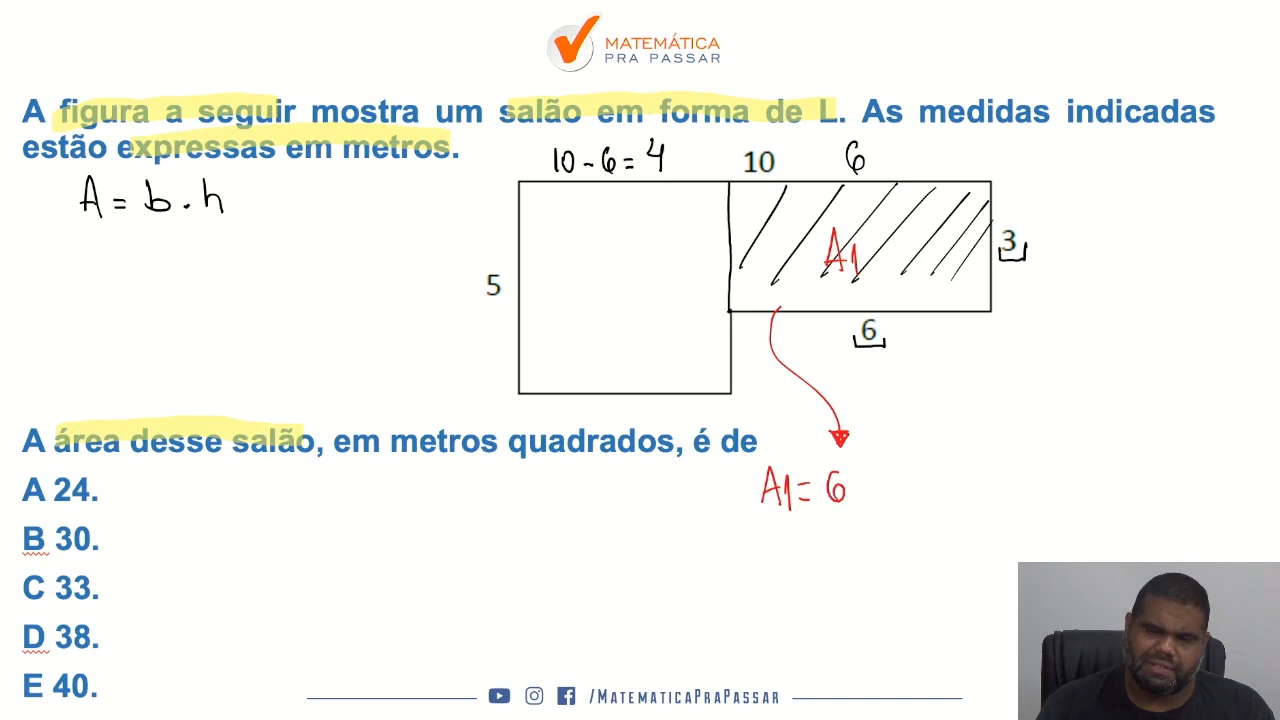 MATEMÁTICA
PRA PASSAR
A figura a seguir mostra um salão em forma de L. As medidas indicadas
estão expressas em metros.
10 - 6 = 4
10
6
A = b . h
A1
3
5
6
A área desse salão, em metros quadrados, é de
A 24.
A1 = 6
B 30.
C 33.
D 38.
E 40.
/MATEMATICAPRAPASSAR